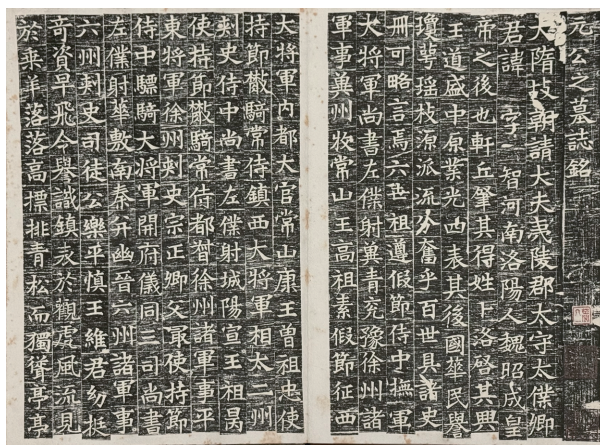 元公之墓誌銘
大隋故朝請大夫夷陵郡太守太僕卿
君諱 字 智河南洛陽人魏昭成皇
帝之後也軒丘肇其得姓卜洛啓其興
王道盛中原業光四表其後國華民譽
瓊萼瑶枝源派流分奮乎百世具諸史
冊可略言焉六世祖遵假節侍中撫軍
大將軍尚書左僕射冀青兗豫徐州諸
軍事冀州牧常山王高祖素假節征西
大將軍內都大官常山康王曾祖忠使
持節散騎常侍鎮西大將軍相太二州
刾史侍中尚書左僕射城陽宣王祖昺
使持節散騎常侍都督徐州諸軍事平
東將軍徐州刾史宗正卿父最使持節
侍中驃騎大將軍開府儀同三司尚書
左僕射華敷南秦并幽晉六州諸軍事
六州刾史司徒公樂平慎王維君幼挺
奇資早飛令譽識鎮表於觀虎風流見
於乘羊落落高標排青松而獨聳亭亭